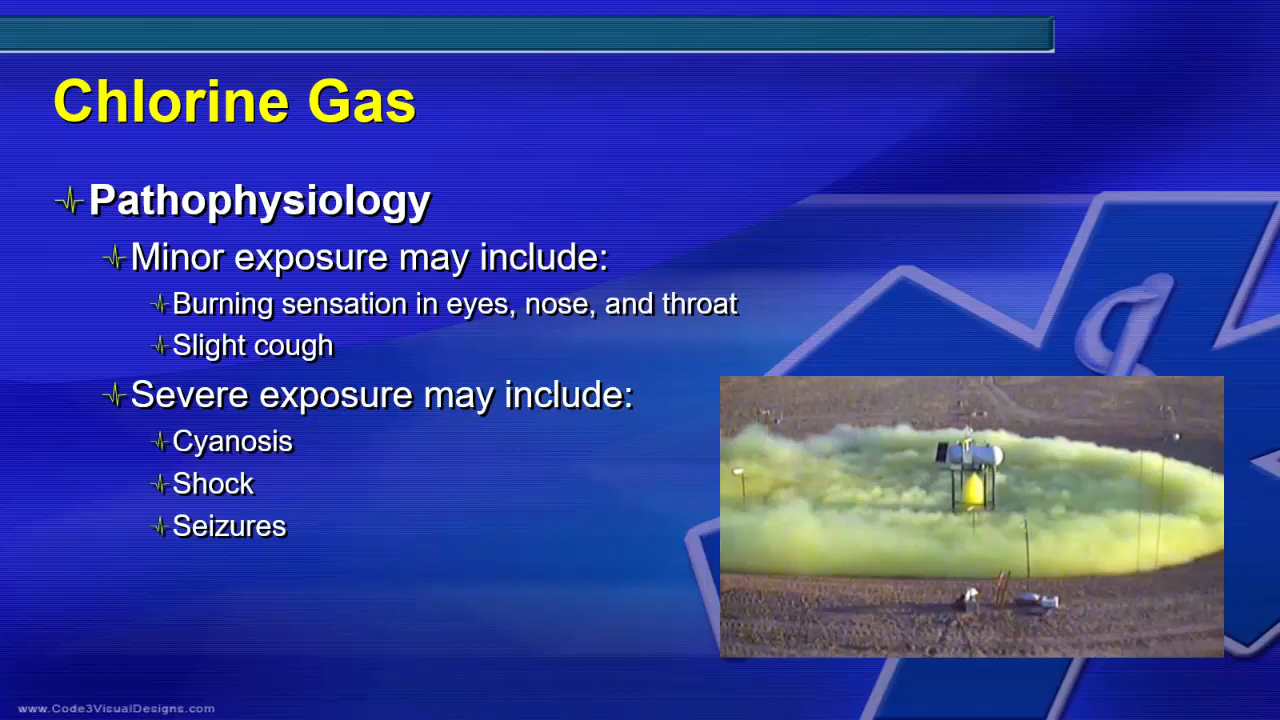 Chlorine Gas
Pathophysiology
Minor exposure may include:
Burning sensation in eyes, nose, and throat
Slight cough
Severe exposure may include:
Cyanosis
Shock
Seizures
www.Code3VisualDesigns.com